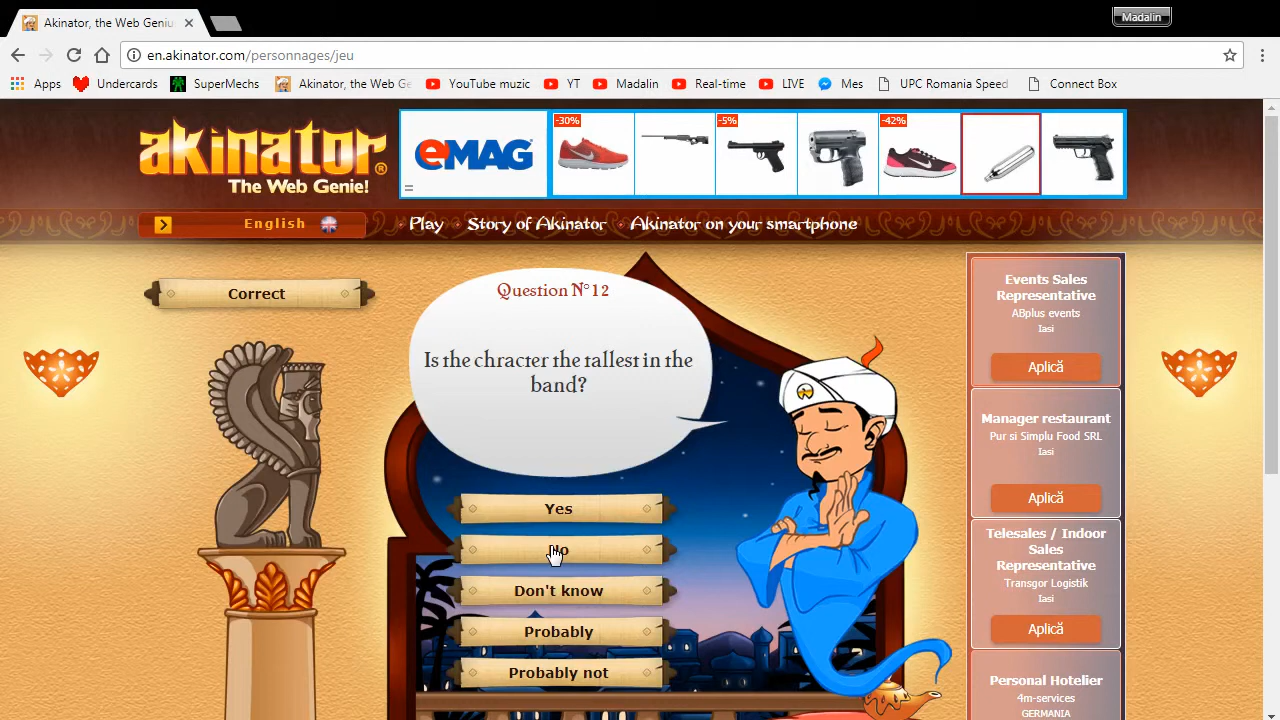 Akinator, the Web Geniu
Madalin
en.akinator.com/personnages/jeu
Apps Undercards SuperMechs Akinator, the Web Ge YouTube muzic YT Madalin Real-time LIVE Mes UPC Romania Speed Connect Box
akinator®
The Web Genie!
eMAG
-30%
-5%
-42%
English
Play
Story of Akinator
Akinator on your smartphone
Correct
Question N°12
Is the chracter the tallest in the
band?
Yes
No
Don't know
Probably
Probably not
Events Sales
Representative
ABplus events
Iasi
Aplică
Manager restaurant
Pur si Simplu Food SRL
Iasi
Aplică
Telesales / Indoor
Sales
Representative
Transgor Logistik
Iasi
Aplică
Personal Hotelier
4m-services
GERMANIA